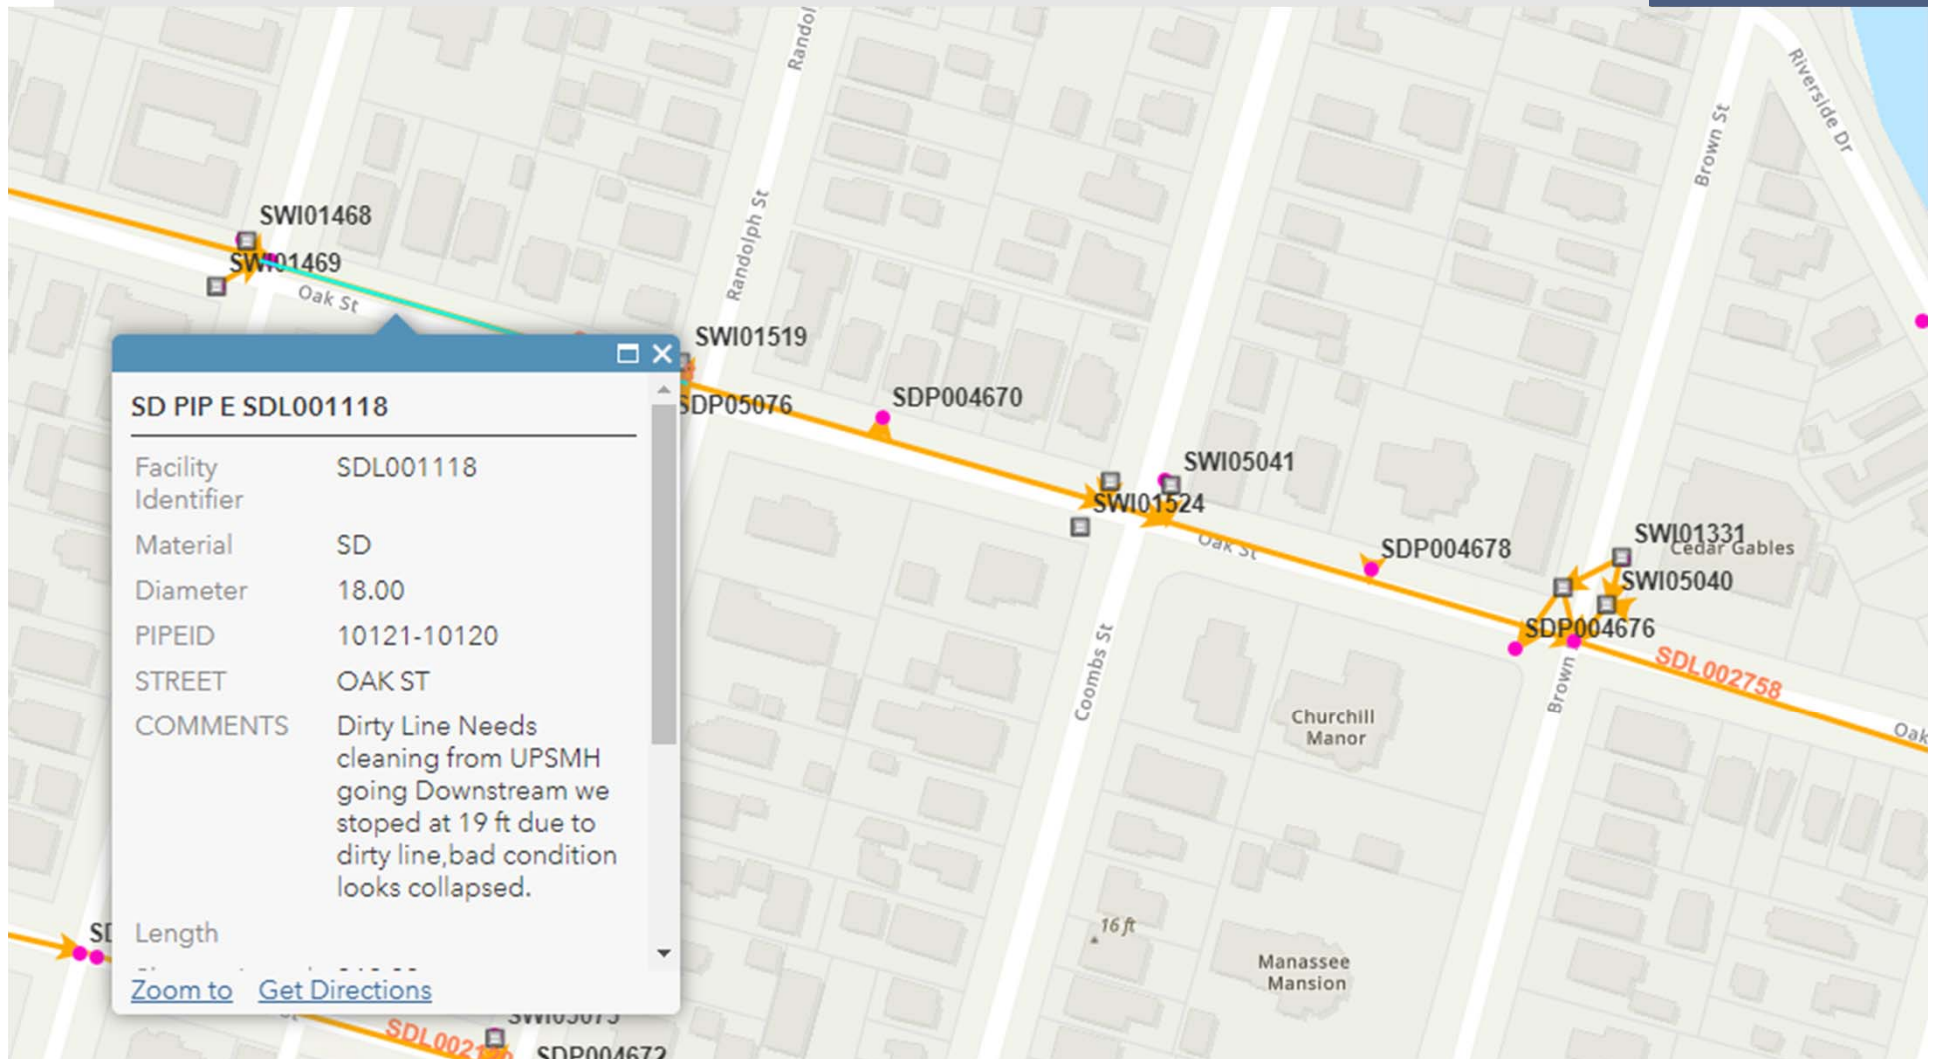 Randol
Riverside Dr
Brown St
SWI01468
SWI01469
Oak St
Randolph St
SWI01519
SDP05076
SDP004670
SWI05041
SWI01524
Oak St
SDP004678
SWI01331
Cedar Gables
SWI05040
SDP004676
SDL002758
Coombs St
Brown
Oak
Churchill
Manor
16 ft
Manassee
Mansion
SD PIP E SDL001118
Facility
Identifier
SDL001118
Material SD
Diameter 18.00
PIPEID 10121-10120
STREET OAK ST
COMMENTS Dirty Line Needs
cleaning from UPSMH
going Downstream we
stoped at 19 ft due to
dirty line,bad condition
looks collapsed.
Length
Zoom to Get Directions
SWI05075
SDP004672